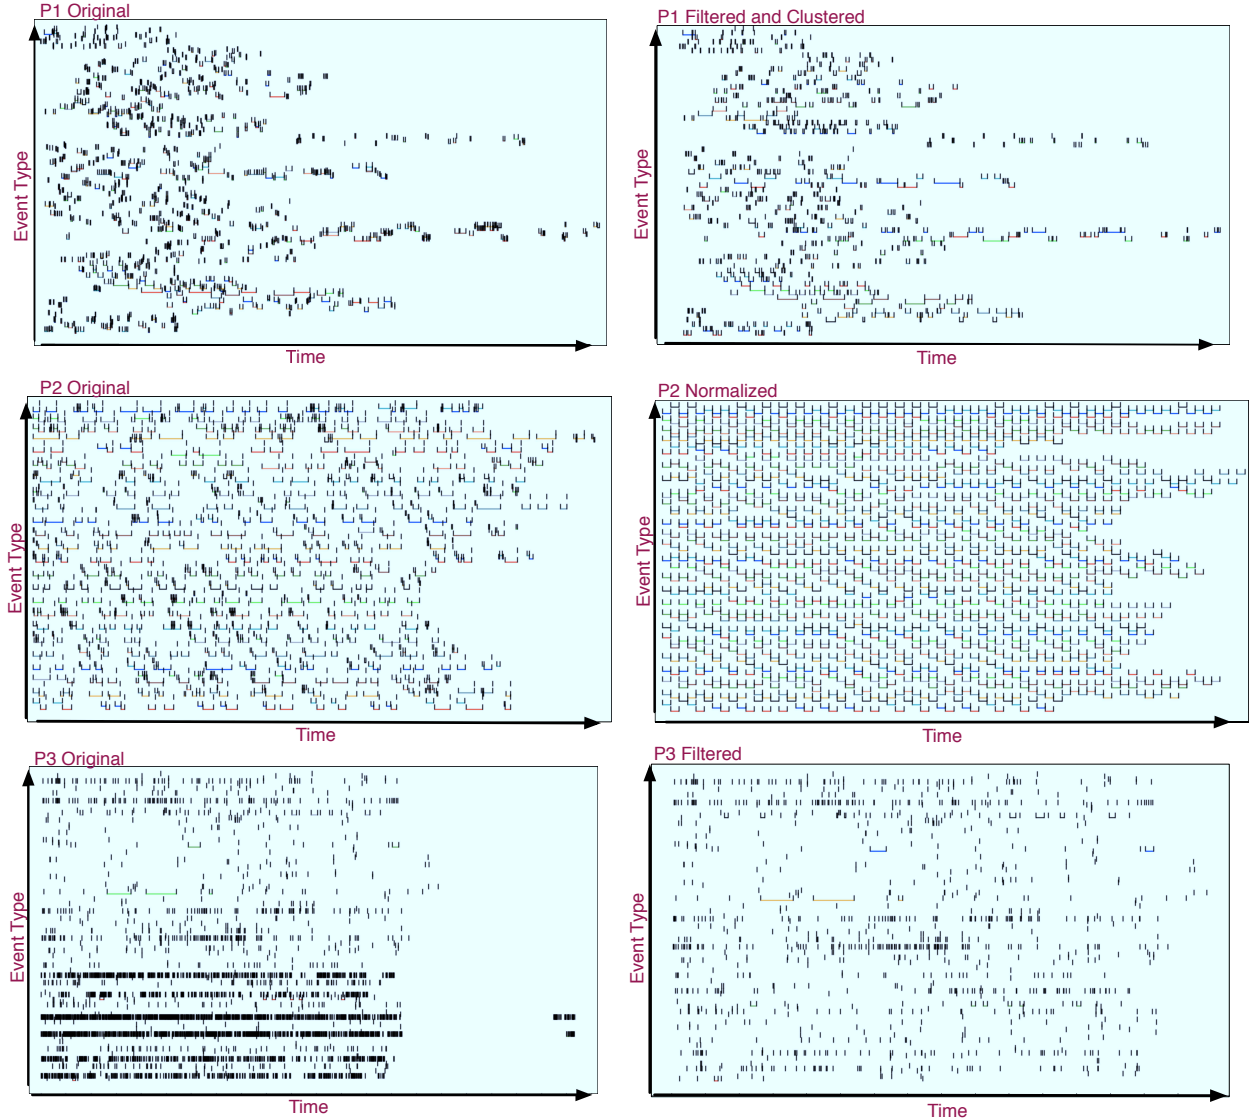 P1 Original
Event Type
Time
P1 Filtered and Clustered
Event Type
Time
P2 Original
Event Type
Time
P2 Normalized
Event Type
Time
P3 Original
Event Type
Time
P3 Filtered
Event Type
Time